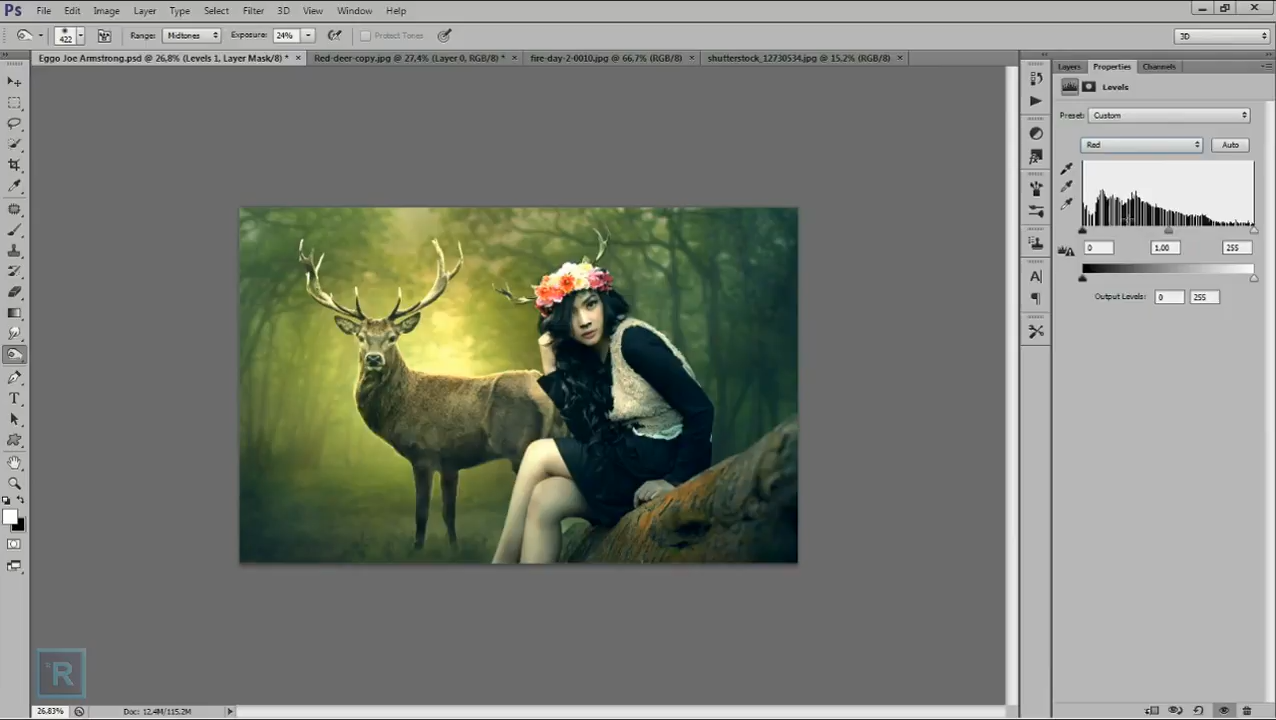 Ps File Edit Image Layer Type Select Filter 3D View Window Help
422 Range: Midtones Exposure: 24% Protect Tones 3D
Eggo Joe Armstrong.psd @ 26,8% (Levels 1, Layer Mask/8) * × Red-deer-copy.jpg @ 27,4% (Layer 0, RGB/8) * × fire-day-2-0010.jpg @ 66,7% (RGB/8) × shutterstock_12730534.jpg @ 15.2% (RGB/8) ×
Layers Properties Channels
Levels
Preset: Custom
Red Auto
0 1,00 255
Output Levels: 0 255
A
T
R
26,83% Doc: 12,4M/115,2M